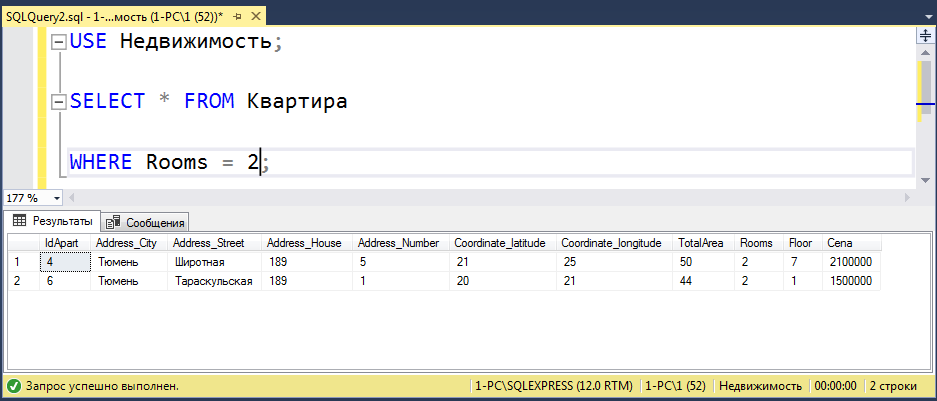 SQLQuery2.sql - 1-...мость (1-PC\1 (52))*
USE Недвижимость;
SELECT * FROM Квартира
WHERE Rooms = 2;
177 %
Результаты Сообщения
IdApart Address_City Address_Street Address_House Address_Number Coordinate_latitude Coordinate_longitude TotalArea Rooms Floor Cena
1 4 Тюмень Широтная 189 5 21 25 50 2 7 2100000
2 6 Тюмень Тараскульская 189 1 20 21 44 2 1 1500000
Запрос успешно выполнен. 1-PC\SQLEXPRESS (12.0 RTM) 1-PC\1 (52) Недвижимость 00:00:00 2 строки